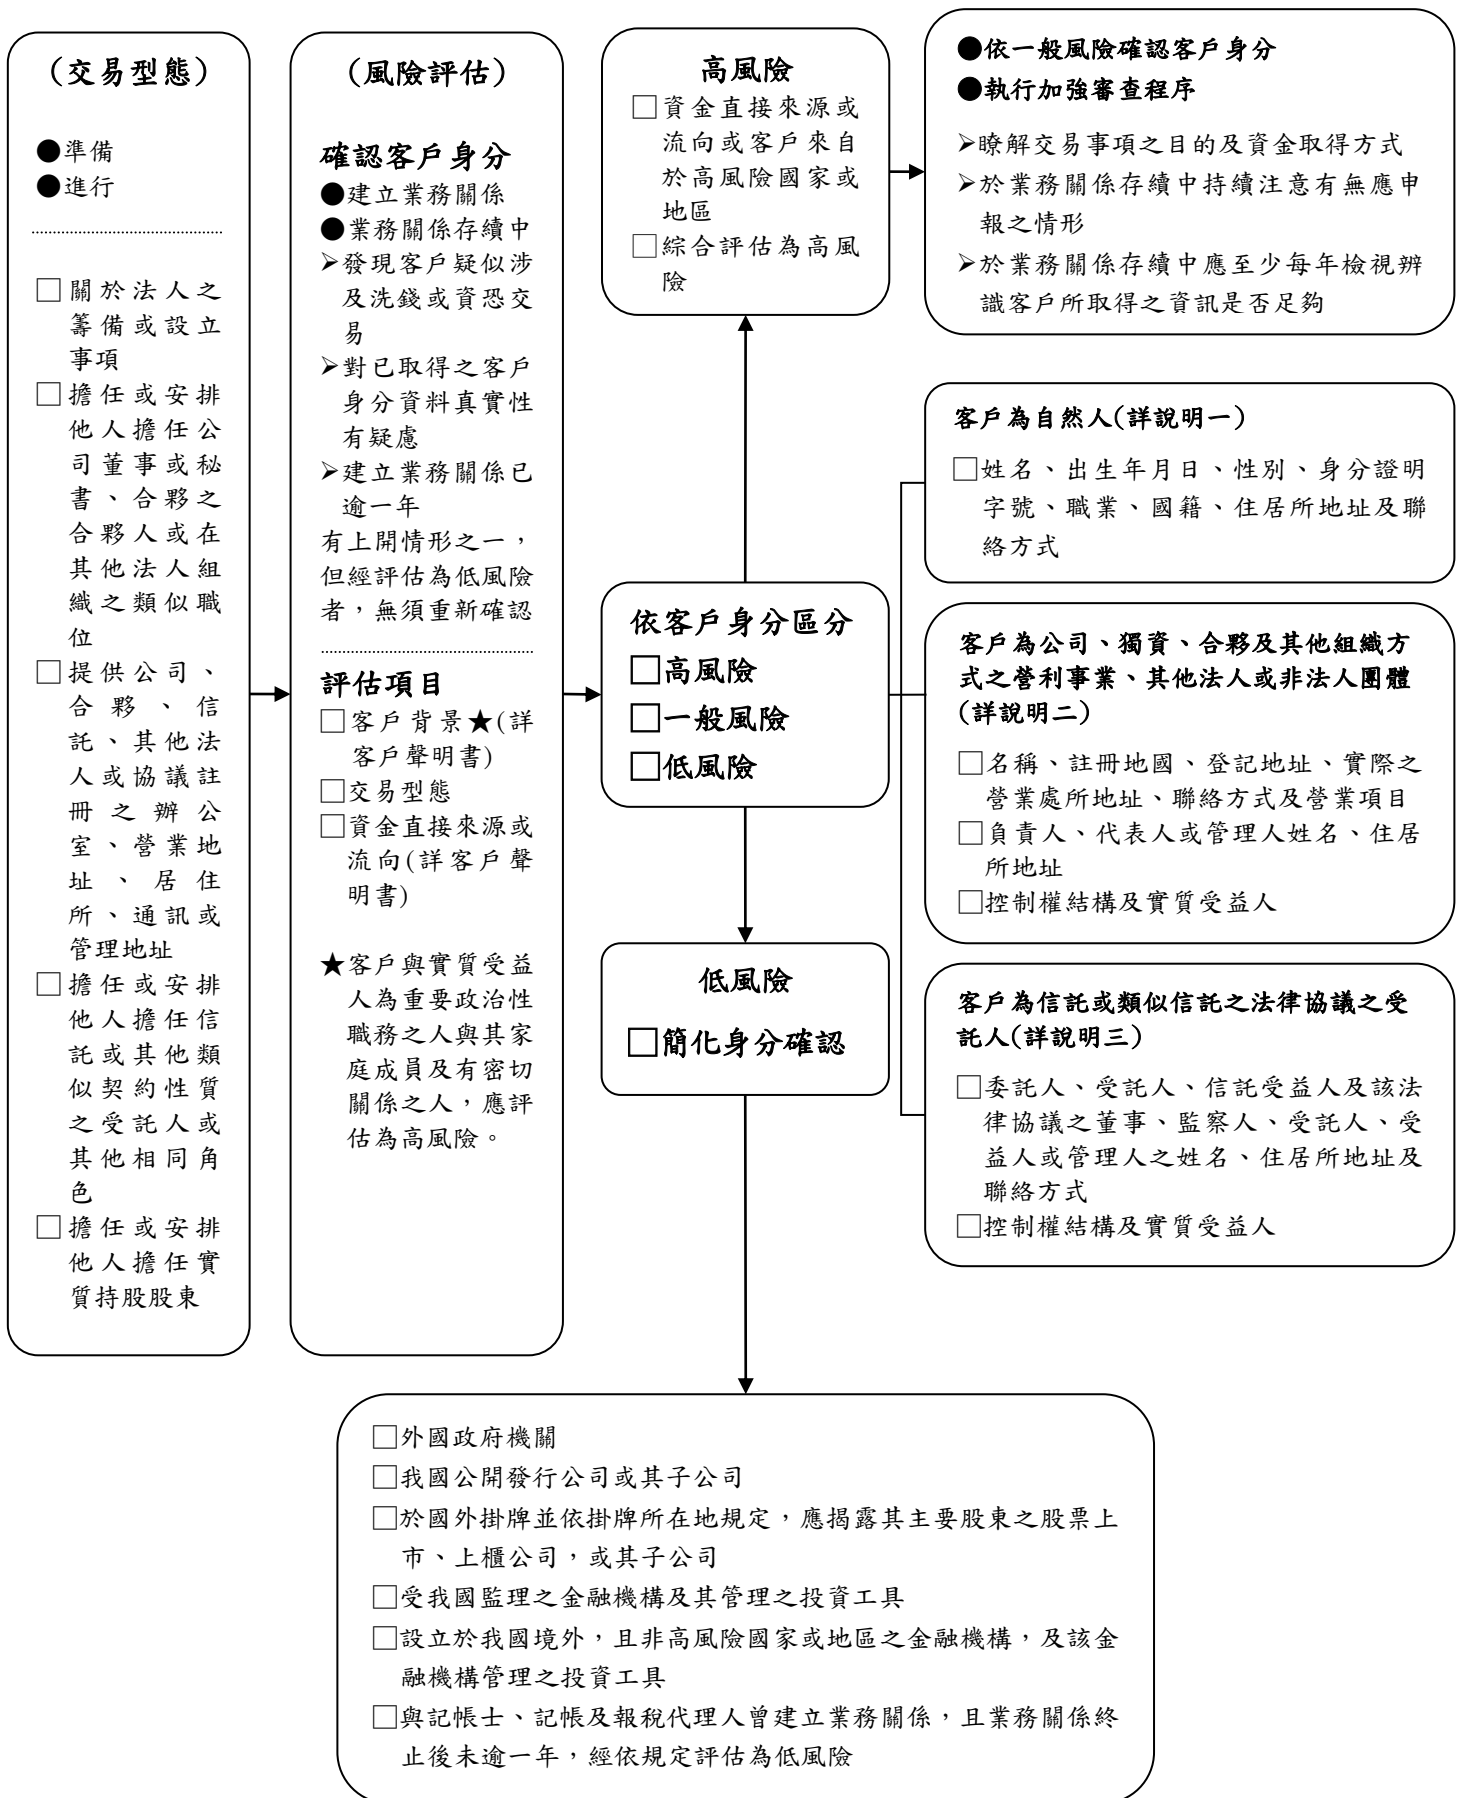 (交易型態)
●準備
●進行
□關於法人之
籌備或設立
事項
□擔任或安排
他人擔任公
司董事或秘
書、合夥之
合夥人或在
其他法人組
織之類似職
位
□提供公司、
合夥、信
託、其他法
人或協議註
冊之辦公
室、營業地
址、居住
所、通訊或
管理地址
□擔任或安排
他人擔任信
託或其他類
似契約性質
之受託人或
其他相同角
色
□擔任或安排
他人擔任實
質持股股東
(風險評估)
確認客戶身分
●建立業務關係
●業務關係存續中
➢發現客戶疑似涉
及洗錢或資恐交
易
➢對已取得之客戶
身分資料真實性
有疑慮
➢建立業務關係已
逾一年
有上開情形之一，
但經評估為低風險
者，無須重新確認
評估項目
□客戶背景★(詳
客戶聲明書)
□交易型態
□資金直接來源或
流向(詳客戶聲
明書)
★客戶與實質受益
人為重要政治性
職務之人與其家
庭成員及有密切
關係之人，應評
估為高風險。
高風險
□資金直接來源或
流向或客戶來自
於高風險國家或
地區
□綜合評估為高風
險
依客戶身分區分
□高風險
□一般風險
□低風險
低風險
□簡化身分確認
●依一般風險確認客戶身分
●執行加強審查程序
➢瞭解交易事項之目的及資金取得方式
➢於業務關係存續中持續注意有無應申
報之情形
➢於業務關係存續中應至少每年檢視辨
識客戶所取得之資訊是否足夠
客戶為自然人(詳說明一)
□姓名、出生年月日、性別、身分證明
字號、職業、國籍、住居所地址及聯
絡方式
客戶為公司、獨資、合夥及其他組織方
式之營利事業、其他法人或非法人團體
(詳說明二)
□名稱、註冊地國、登記地址、實際之
營業處所地址、聯絡方式及營業項目
□負責人、代表人或管理人姓名、住居
所地址
□控制權結構及實質受益人
客戶為信託或類似信託之法律協議之受
託人(詳說明三)
□委託人、受託人、信託受益人及該法
律協議之董事、監察人、受託人、受
益人或管理人之姓名、住居所地址及
聯絡方式
□控制權結構及實質受益人
□外國政府機關
□我國公開發行公司或其子公司
□於國外掛牌並依掛牌所在地規定，應揭露其主要股東之股票上
市、上櫃公司，或其子公司
□受我國監理之金融機構及其管理之投資工具
□設立於我國境外，且非高風險國家或地區之金融機構，及該金
融機構管理之投資工具
□與記帳士、記帳及報稅代理人曾建立業務關係，且業務關係終
止後未逾一年，經依規定評估為低風險